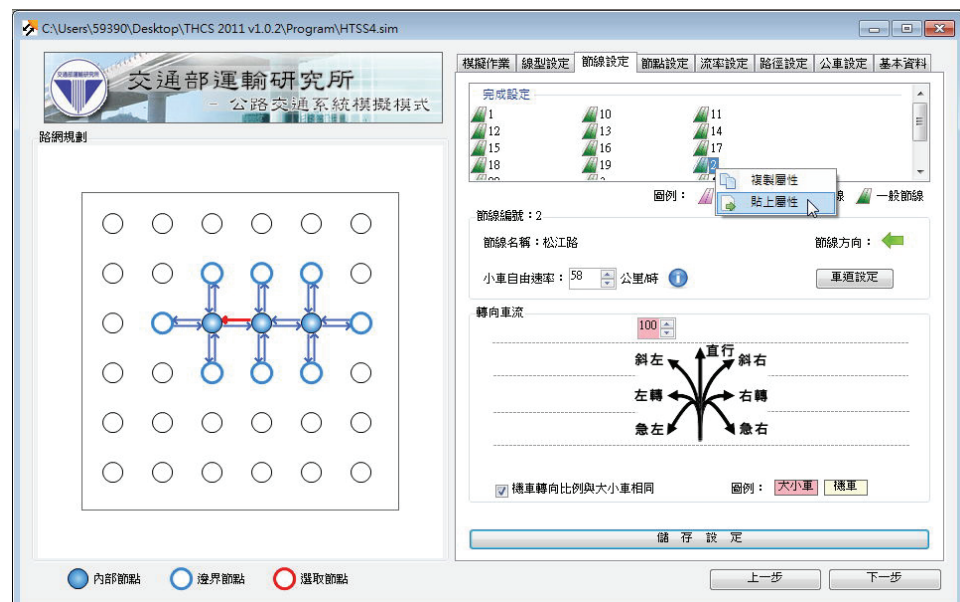 C:\Users\59390\Desktop\THCS 2011 v1.0.2\Program\HTSS4.sim
交通部運輸研究所
- 公路交通系統模擬模式
路網規劃
模擬作業 線型設定 節線設定 節點設定 流率設定 路徑設定 公車設定 基本資料
完成設定
1 10 11
12 13 14
15 16 17
18 19 2
複製屬性
貼上屬性
圖例： 線 一般節線
節線編號：2
節線名稱：松江路 節線方向：
小車自由速率： 58 公里/時 車道設定
轉向車流
100
斜左 直行 斜右
左轉 右轉
急左 急右
機車轉向比例與大小車相同 圖例： 大小車 機車
儲存設定
內部節點 邊界節點 選取節點 上一步 下一步